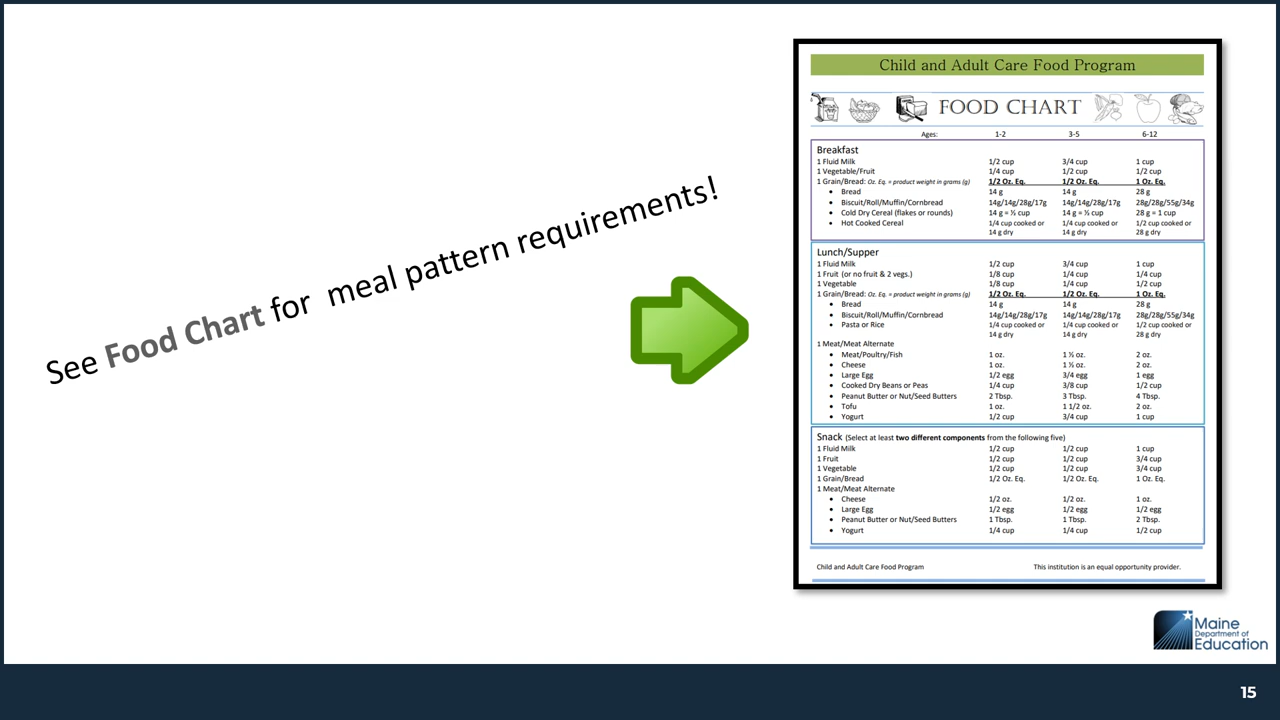 See Food Chart for meal pattern requirements!
Child and Adult Care Food Program
FOOD CHART
Ages: 1-2 3-5 6-12
Breakfast
1 Fluid Milk 1/2 cup 3/4 cup 1 cup
1 Vegetable/Fruit 1/4 cup 1/2 cup 1/2 cup
1 Grain/Bread: Oz. Eq. = product weight in grams (g) 1/2 Oz. Eq. 1/2 Oz. Eq. 1 Oz. Eq.
• Bread 14 g 14 g 28 g
• Biscuit/Roll/Muffin/Cornbread 14g/14g/28g/17g 14g/14g/28g/17g 28g/28g/55g/34g
• Cold Dry Cereal (flakes or rounds) 14 g = ½ cup 14 g = ½ cup 28 g = 1 cup
• Hot Cooked Cereal 1/4 cup cooked or 1/4 cup cooked or 1/2 cup cooked or
14 g dry 14 g dry 28 g dry
Lunch/Supper
1 Fluid Milk 1/2 cup 3/4 cup 1 cup
1 Fruit (or no fruit & 2 vegs.) 1/8 cup 1/4 cup 1/4 cup
1 Vegetable 1/8 cup 1/4 cup 1/2 cup
1 Grain/Bread: Oz. Eq. = product weight in grams (g) 1/2 Oz. Eq. 1/2 Oz. Eq. 1 Oz. Eq.
• Bread 14 g 14 g 28 g
• Biscuit/Roll/Muffin/Cornbread 14g/14g/28g/17g 14g/14g/28g/17g 28g/28g/55g/34g
• Pasta or Rice 1/4 cup cooked or 1/4 cup cooked or 1/2 cup cooked or
14 g dry 14 g dry 28 g dry
1 Meat/Meat Alternate
• Meat/Poultry/Fish 1 oz. 1 ½ oz. 2 oz.
• Cheese 1 oz. 1 ½ oz. 2 oz.
• Large Egg 1/2 egg 3/4 egg 1 egg
• Cooked Dry Beans or Peas 1/4 cup 3/8 cup 1/2 cup
• Peanut Butter or Nut/Seed Butters 2 Tbsp. 3 Tbsp. 4 Tbsp.
• Tofu 1 oz. 1 1/2 oz. 2 oz.
• Yogurt 1/2 cup 3/4 cup 1 cup
Snack (Select at least two different components from the following five)
1 Fluid Milk 1/2 cup 1/2 cup 1 cup
1 Fruit 1/2 cup 1/2 cup 3/4 cup
1 Vegetable 1/2 cup 1/2 cup 3/4 cup
1 Grain/Bread 1/2 Oz. Eq. 1/2 Oz. Eq. 1 Oz. Eq.
1 Meat/Meat Alternate
• Cheese 1/2 oz. 1/2 oz. 1 oz.
• Large Egg 1/2 egg 1/2 egg 1/2 egg
• Peanut Butter or Nut/Seed Butters 1 Tbsp. 1 Tbsp. 2 Tbsp.
• Yogurt 1/4 cup 1/4 cup 1/2 cup
Child and Adult Care Food Program This institution is an equal opportunity provider.
Maine
Department of
Education
15